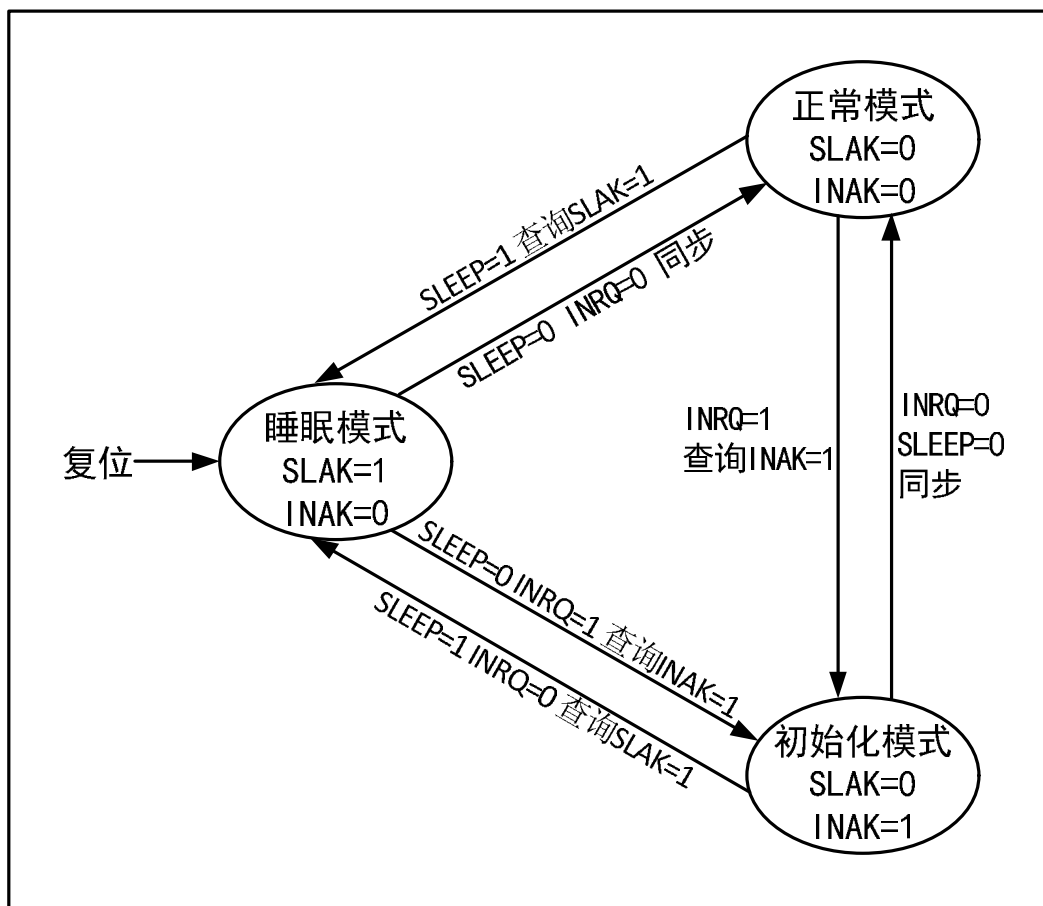 正常模式
SLAK=0
INAK=0
SLEEP=1 查询SLAK=1
SLEEP=0 INRQ=0 同步
复位
睡眠模式
SLAK=1
INAK=0
INRQ=1
查询INAK=1
INRQ=0
SLEEP=0
同步
SLEEP=0 INRQ=1 查询INAK=1
SLEEP=1 INRQ=0 查询SLAK=1
初始化模式
SLAK=0
INAK=1